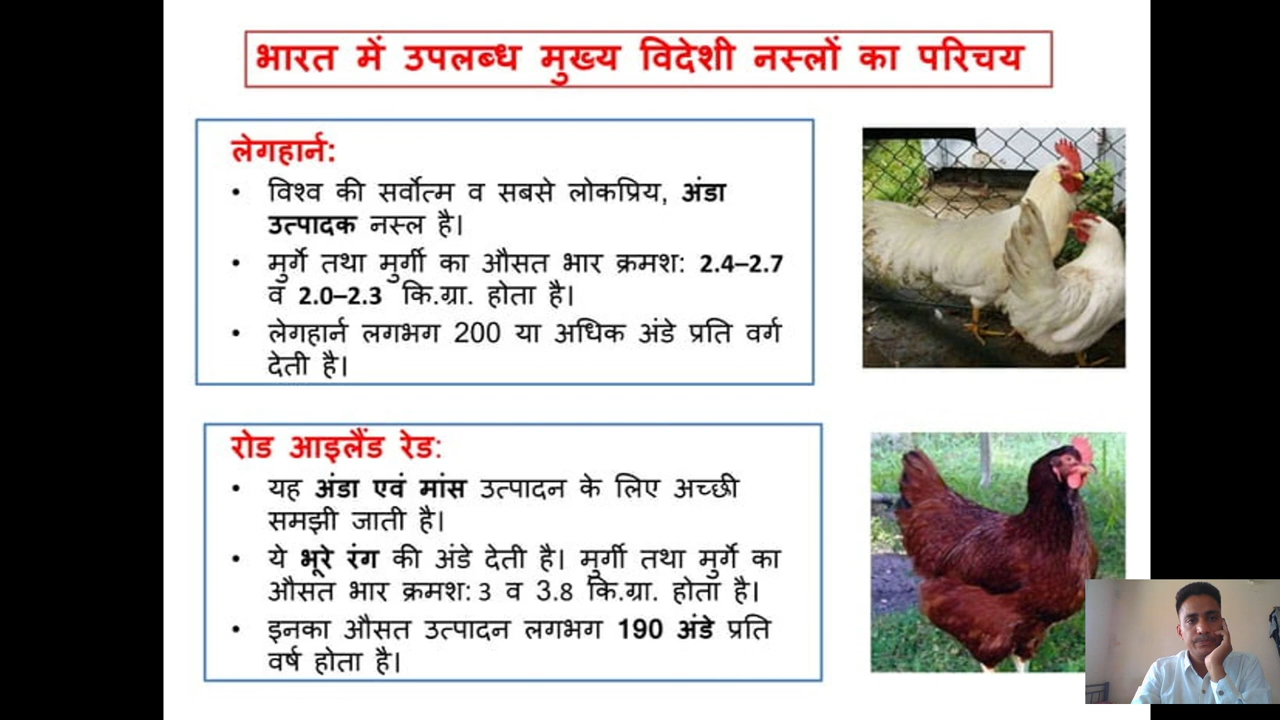 भारत में उपलब्ध मुख्य विदेशी नस्लों का परिचय
लेगहार्न:
• विश्व की सर्वोत्म व सबसे लोकप्रिय, अंडा
उत्पादक नस्ल है।
• मुर्गे तथा मुर्गी का औसत भार क्रमश: 2.4–2.7
व 2.0–2.3 कि.ग्रा. होता है।
• लेगहार्न लगभग 200 या अधिक अंडे प्रति वर्ग
देती है।
रोड आइलैंड रेड:
• यह अंडा एवं मांस उत्पादन के लिए अच्छी
समझी जाती है।
• ये भूरे रंग की अंडे देती है। मुर्गी तथा मुर्गे का
औसत भार क्रमश: 3 व 3.8 कि.ग्रा. होता है।
• इनका औसत उत्पादन लगभग 190 अंडे प्रति
वर्ष होता है।